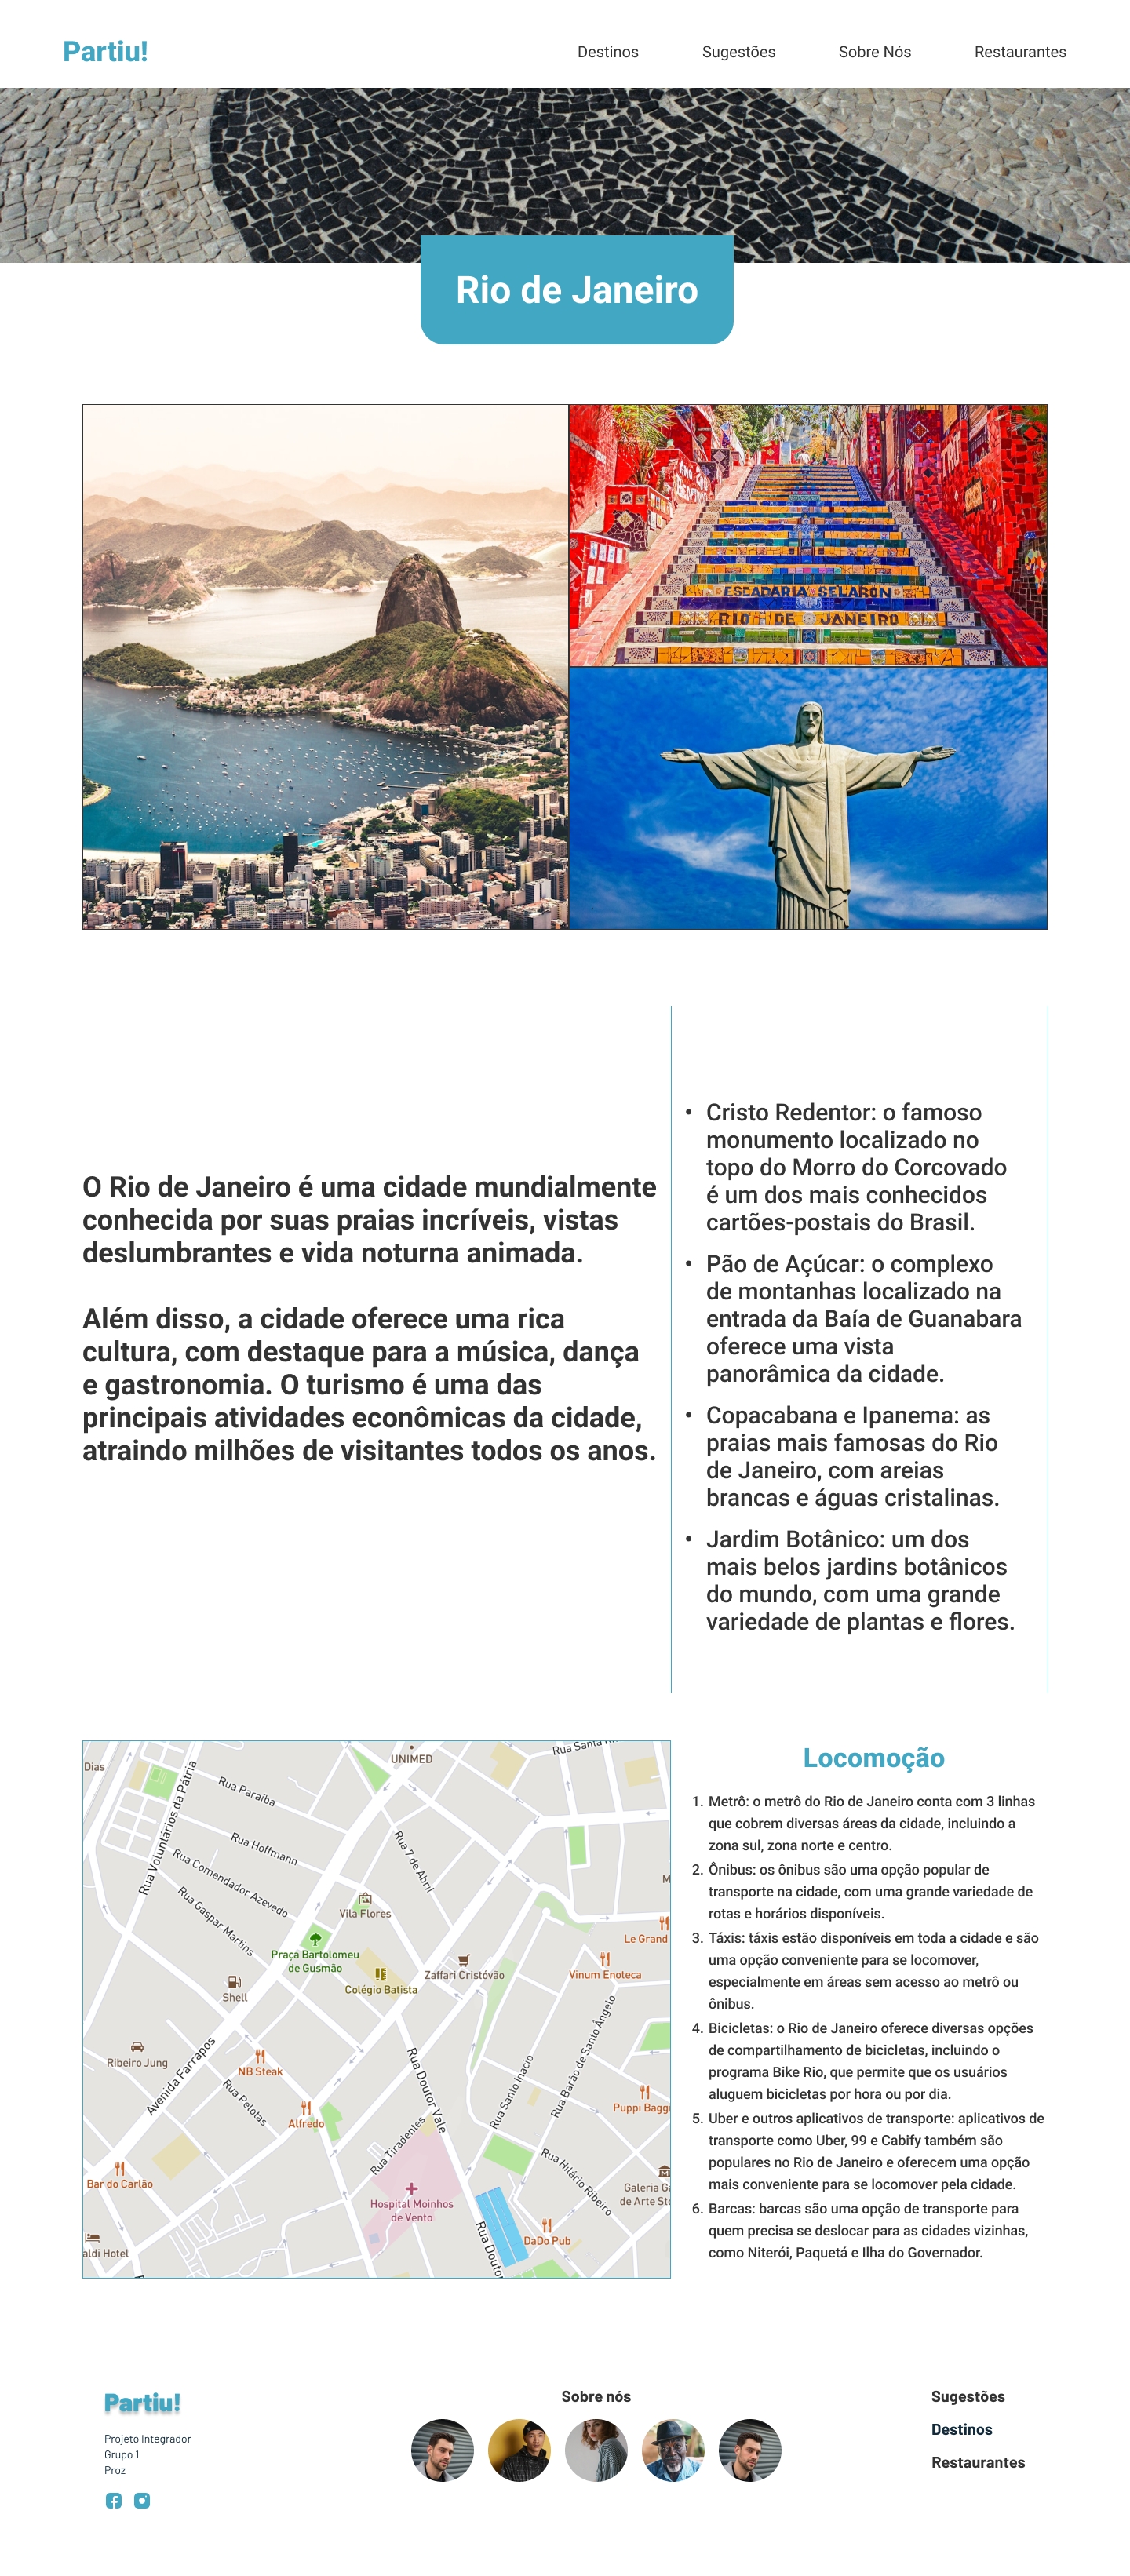 Partiu!
Destinos
Sugestões
Sobre Nós
Restaurantes
Rio de Janeiro
ESCADARIA SELARON
RIO DE JANEIRO
O Rio de Janeiro é uma cidade mundialmente
conhecida por suas praias incríveis, vistas
deslumbrantes e vida noturna animada.
Além disso, a cidade oferece uma rica
cultura, com destaque para a música, dança
e gastronomia. O turismo é uma das
principais atividades econômicas da cidade,
atraindo milhões de visitantes todos os anos.
• Cristo Redentor: o famoso
monumento localizado no
topo do Morro do Corcovado
é um dos mais conhecidos
cartões-postais do Brasil.
• Pão de Açúcar: o complexo
de montanhas localizado na
entrada da Baía de Guanabara
oferece uma vista
panorâmica da cidade.
• Copacabana e Ipanema: as
praias mais famosas do Rio
de Janeiro, com areias
brancas e águas cristalinas.
• Jardim Botânico: um dos
mais belos jardins botânicos
do mundo, com uma grande
variedade de plantas e flores.
Dias
UNIMED
Rua Santa
Rua Voluntários da Pátria
Rua Paraíba
Rua Hoffmann
Rua 7 de Abril
Rua Comendador Azevedo
Rua Gaspar Martins
Vila Flores
M
Le Grand
Praça Bartolomeu
de Gusmão
Colégio Batista
Zaffari Cristóvão
Vinum Enoteca
Shell
Ribeiro Jung
Avenida Farrapos
NB Steak
Rua Pelotas
Alfredo
Rua Doutor Vale
Rua Santo Inacio
Rua Barão de Santo Ângelo
Puppi Bagg
Rua Tiradentes
Bar do Carlão
Hospital Moinhos
de Vento
Rua Hilário Ribeiro
Galeria G
de Arte Sto
Rua Doutor
DaDo Pub
aldi Hotel
Locomoção
1. Metrô: o metrô do Rio de Janeiro conta com 3 linhas
que cobrem diversas áreas da cidade, incluindo a
zona sul, zona norte e centro.
2. Ônibus: os ônibus são uma opção popular de
transporte na cidade, com uma grande variedade de
rotas e horários disponíveis.
3. Táxis: táxis estão disponíveis em toda a cidade e são
uma opção conveniente para se locomover,
especialmente em áreas sem acesso ao metrô ou
ônibus.
4. Bicicletas: o Rio de Janeiro oferece diversas opções
de compartilhamento de bicicletas, incluindo o
programa Bike Rio, que permite que os usuários
aluguem bicicletas por hora ou por dia.
5. Uber e outros aplicativos de transporte: aplicativos de
transporte como Uber, 99 e Cabify também são
populares no Rio de Janeiro e oferecem uma opção
mais conveniente para se locomover pela cidade.
6. Barcas: barcas são uma opção de transporte para
quem precisa se deslocar para as cidades vizinhas,
como Niterói, Paquetá e Ilha do Governador.
Partiu!
Projeto Integrador
Grupo 1
Proz
Sobre nós
Sugestões
Destinos
Restaurantes